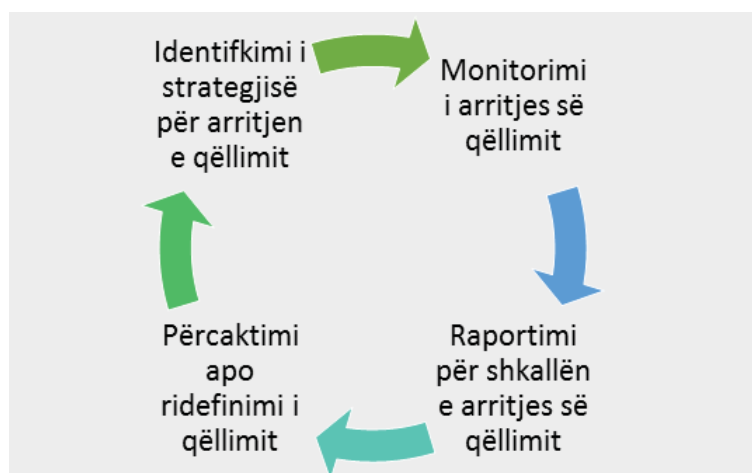 Identifkimi i
strategjisë
për arritjen
e qëllimit
Monitorimi
i arritjes së
qëllimit
Raportimi
për shkallën
e arritjes së
qëllimit
Përcaktimi
apo
ridefinimi i
qëllimit